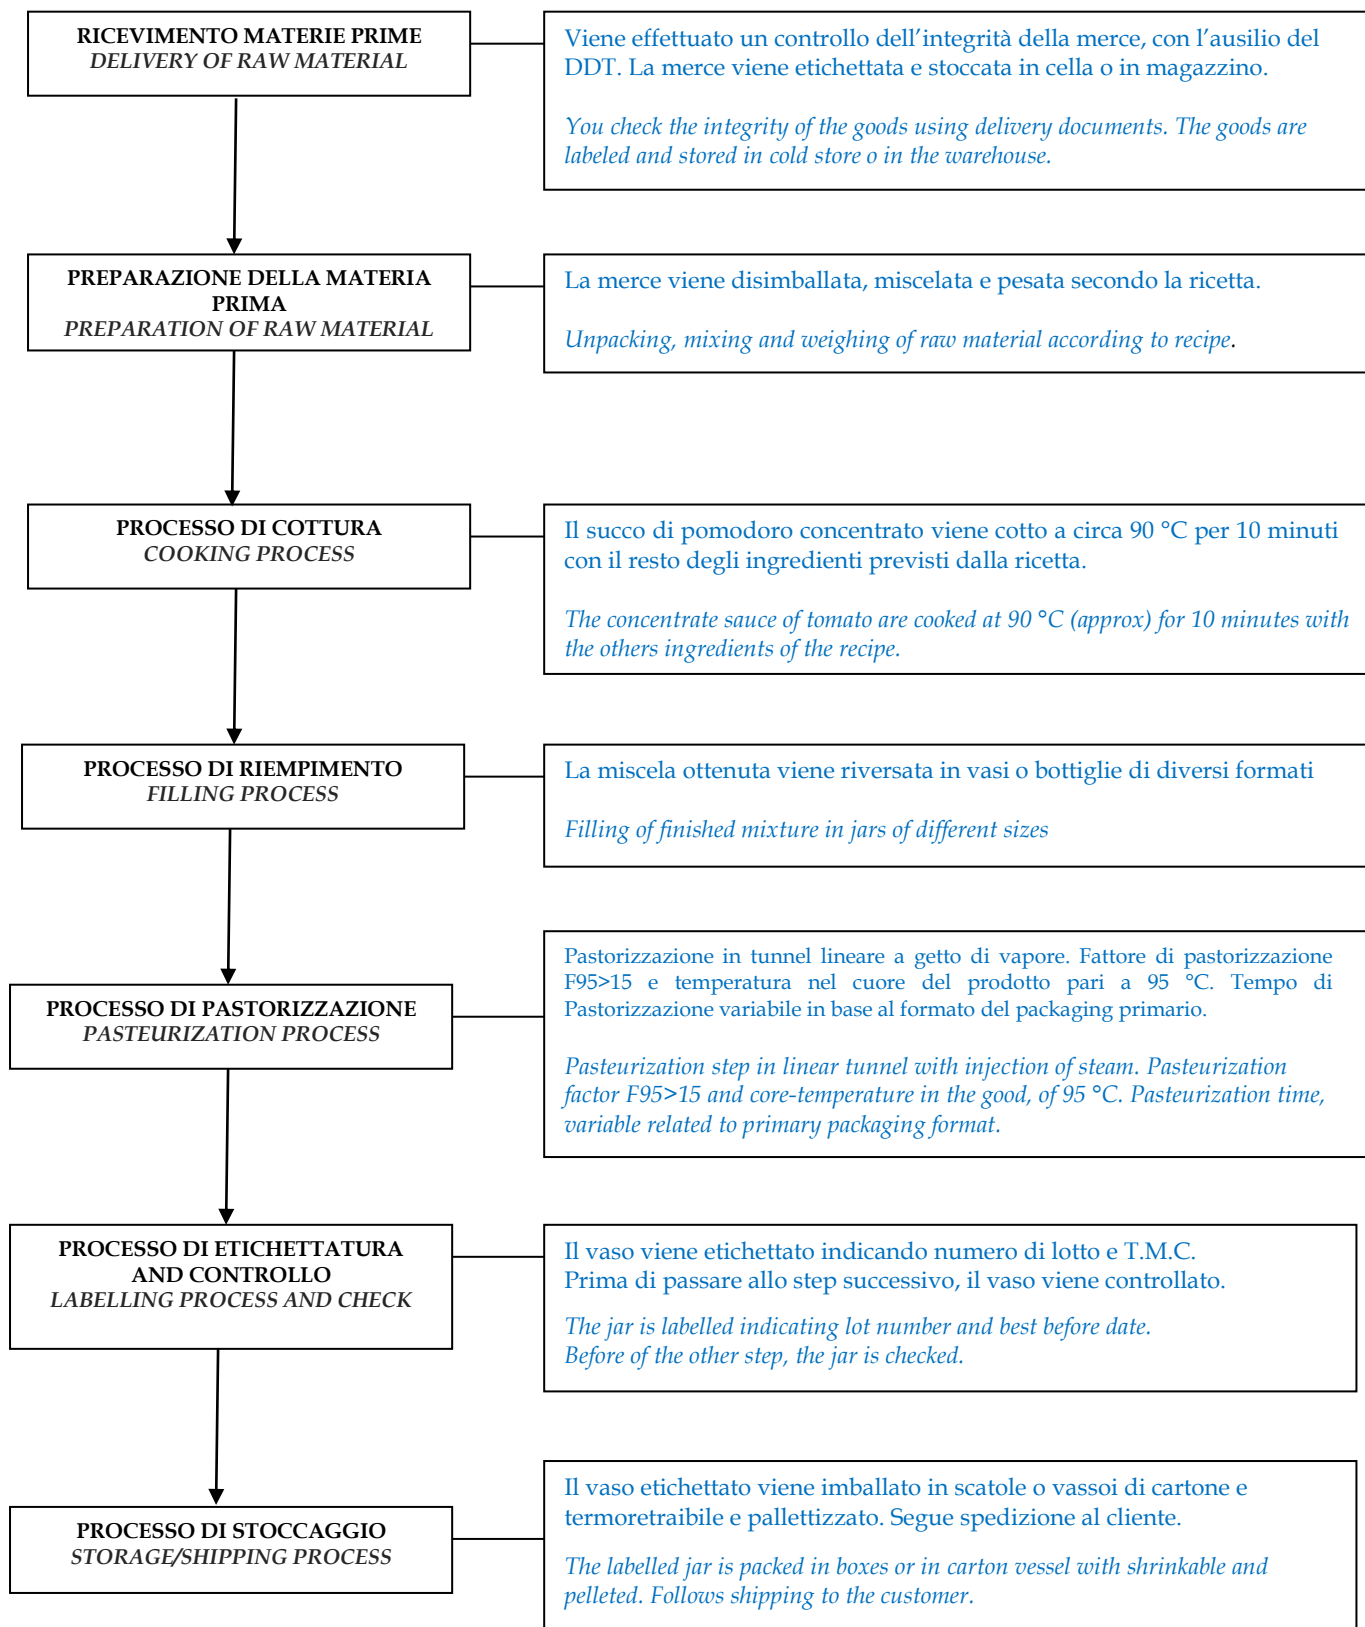 RICEVIMENTO MATERIE PRIME
DELIVERY OF RAW MATERIAL
Viene effettuato un controllo dell’integrità della merce, con l’ausilio del
DDT. La merce viene etichettata e stoccata in cella o in magazzino.
You check the integrity of the goods using delivery documents. The goods are
labeled and stored in cold store o in the warehouse.
PREPARAZIONE DELLA MATERIA
PRIMA
PREPARATION OF RAW MATERIAL
La merce viene disimballata, miscelata e pesata secondo la ricetta.
Unpacking, mixing and weighing of raw material according to recipe.
PROCESSO DI COTTURA
COOKING PROCESS
Il succo di pomodoro concentrato viene cotto a circa 90 °C per 10 minuti
con il resto degli ingredienti previsti dalla ricetta.
The concentrate sauce of tomato are cooked at 90 °C (approx) for 10 minutes with
the others ingredients of the recipe.
PROCESSO DI RIEMPIMENTO
FILLING PROCESS
La miscela ottenuta viene riversata in vasi o bottiglie di diversi formati
Filling of finished mixture in jars of different sizes
PROCESSO DI PASTORIZZAZIONE
PASTEURIZATION PROCESS
Pastorizzazione in tunnel lineare a getto di vapore. Fattore di pastorizzazione
F95>15 e temperatura nel cuore del prodotto pari a 95 °C. Tempo di
Pastorizzazione variabile in base al formato del packaging primario.
Pasteurization step in linear tunnel with injection of steam. Pasteurization
factor F95>15 and core-temperature in the good, of 95 °C. Pasteurization time,
variable related to primary packaging format.
PROCESSO DI ETICHETTATURA
AND CONTROLLO
LABELLING PROCESS AND CHECK
Il vaso viene etichettato indicando numero di lotto e T.M.C.
Prima di passare allo step successivo, il vaso viene controllato.
The jar is labelled indicating lot number and best before date.
Before of the other step, the jar is checked.
PROCESSO DI STOCCAGGIO
STORAGE/SHIPPING PROCESS
Il vaso etichettato viene imballato in scatole o vassoi di cartone e
termoretraibile e pallettizzato. Segue spedizione al cliente.
The labelled jar is packed in boxes or in carton vessel with shrinkable and
pelleted. Follows shipping to the customer.